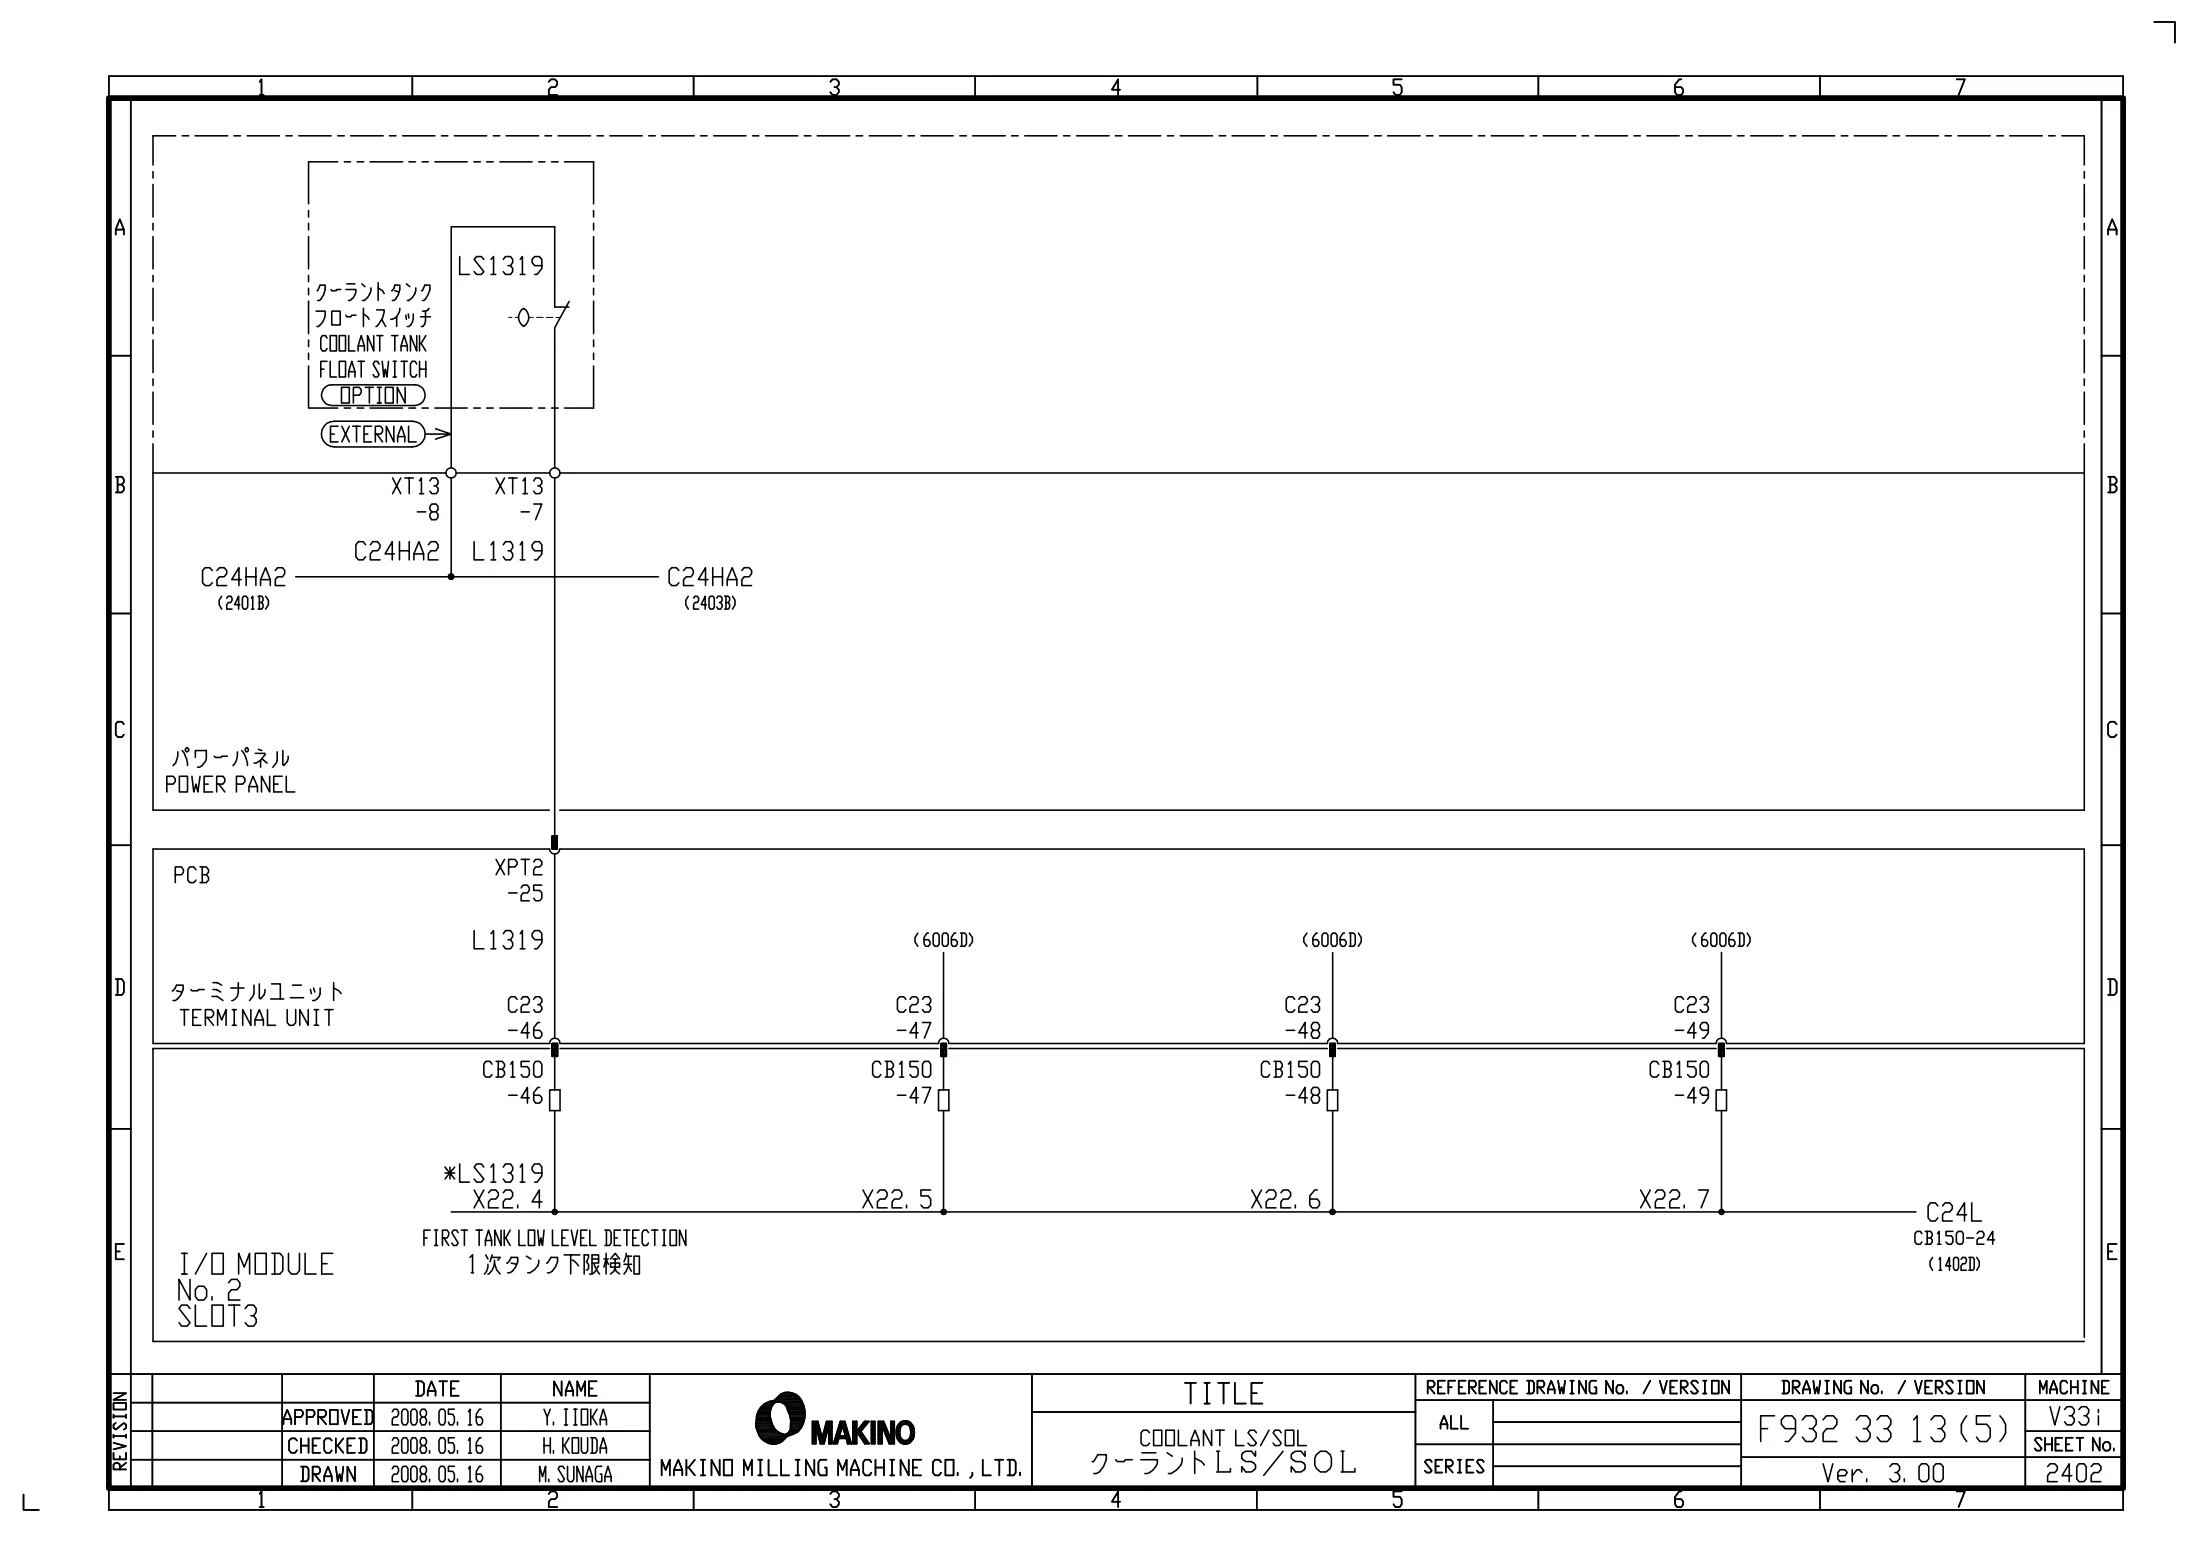 1 2 3 4 5 6 7
A A
LS1319
クーラントタンク
フロートスイッチ
COOLANT TANK
FLOAT SWITCH
OPTION
EXTERNAL
B B
XT13 XT13
-8 -7
C24HA2 L1319
C24HA2 C24HA2
(2401B) (2403B)
C C
パワーパネル
POWER PANEL
PCB
XPT2
-25
L1319
(6006D) (6006D) (6006D)
D D
ターミナルユニット
TERMINAL UNIT
C23 C23 C23 C23
-46 -47 -48 -49
CB150 CB150 CB150 CB150
-46 -47 -48 -49
*LS1319
X22.4 X22.5 X22.6 X22.7
C24L
CB150-24
(1402D)
FIRST TANK LOW LEVEL DETECTION
1次タンク下限検知
E E
I/O MODULE
No.2
SLOT3
REVISION
DATE NAME
APPROVED 2008.05.16 Y.IIOKA
CHECKED 2008.05.16 H.KOUDA
DRAWN 2008.05.16 M.SUNAGA
MAKINO
MAKINO MILLING MACHINE CO.,LTD.
TITLE
COOLANT LS/SOL
クーラントLS/SOL
REFERENCE DRAWING No. / VERSION
ALL
SERIES
DRAWING No. / VERSION
F932 33 13(5)
Ver. 3.00
MACHINE
V33i
SHEET No.
2402
1 2 3 4 5 6 7